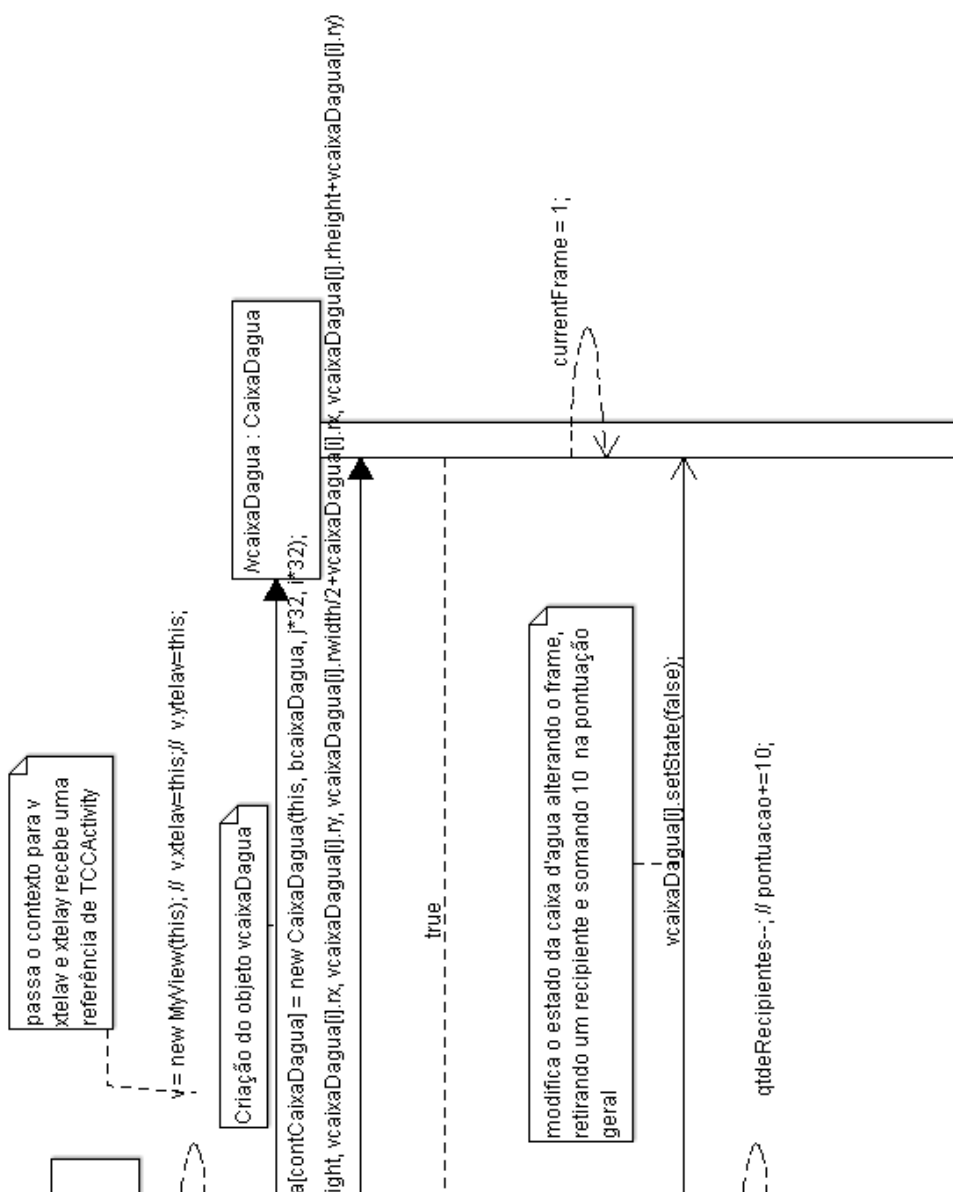 passa o contexto para v
xtelav e xtelay recebe uma
referência de TCCActivity
v = new MyView(this); // v.xtelav=this;// v.ytelav=this;
Criação do objeto vcaixaDagua
/vcaixaDagua : CaixaDagua
a[contCaixaDagua] = new CaixaDagua(this, bcaixaDagua, j*32, i*32);
ight, vcaixaDagua[i].rx, vcaixaDagua[i].ry, vcaixaDagua[i].rwidth/2+vcaixaDagua[i].rx, vcaixaDagua[i].rheight+vcaixaDagua[i].ry)
true
modifica o estado da caixa d'agua alterando o frame,
retirando um recipiente e somando 10 na pontuação
geral
currentFrame = 1;
vcaixaDagua[i].setState(false);
qtdeRecipientes--; // pontuacao+=10;